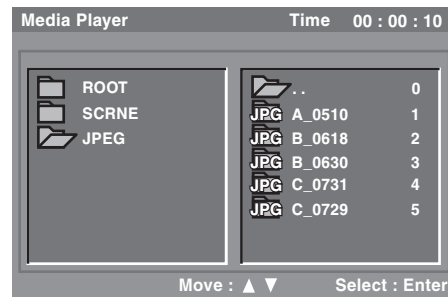 Media Player Time 00 : 00 : 10
ROOT
SCRNE
JPEG
. . 0
JPG A_0510 1
JPG B_0618 2
JPG B_0630 3
JPG C_0731 4
JPG C_0729 5
Move : ▲ ▼ Select : Enter